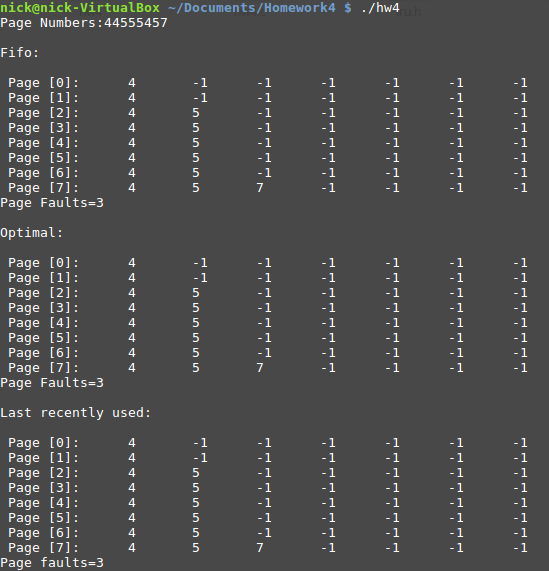 nick@nick-VirtualBox ~/Documents/Homework4 $ ./hw4
Page Numbers:44555457
Fifo:
Page [0]: 4 -1 -1 -1 -1 -1 -1
Page [1]: 4 -1 -1 -1 -1 -1 -1
Page [2]: 4 5 -1 -1 -1 -1 -1
Page [3]: 4 5 -1 -1 -1 -1 -1
Page [4]: 4 5 -1 -1 -1 -1 -1
Page [5]: 4 5 -1 -1 -1 -1 -1
Page [6]: 4 5 -1 -1 -1 -1 -1
Page [7]: 4 5 7 -1 -1 -1 -1
Page Faults=3
Optimal:
Page [0]: 4 -1 -1 -1 -1 -1 -1
Page [1]: 4 -1 -1 -1 -1 -1 -1
Page [2]: 4 5 -1 -1 -1 -1 -1
Page [3]: 4 5 -1 -1 -1 -1 -1
Page [4]: 4 5 -1 -1 -1 -1 -1
Page [5]: 4 5 -1 -1 -1 -1 -1
Page [6]: 4 5 -1 -1 -1 -1 -1
Page [7]: 4 5 7 -1 -1 -1 -1
Page Faults=3
Last recently used:
Page [0]: 4 -1 -1 -1 -1 -1 -1
Page [1]: 4 -1 -1 -1 -1 -1 -1
Page [2]: 4 5 -1 -1 -1 -1 -1
Page [3]: 4 5 -1 -1 -1 -1 -1
Page [4]: 4 5 -1 -1 -1 -1 -1
Page [5]: 4 5 -1 -1 -1 -1 -1
Page [6]: 4 5 -1 -1 -1 -1 -1
Page [7]: 4 5 7 -1 -1 -1 -1
Page faults=3